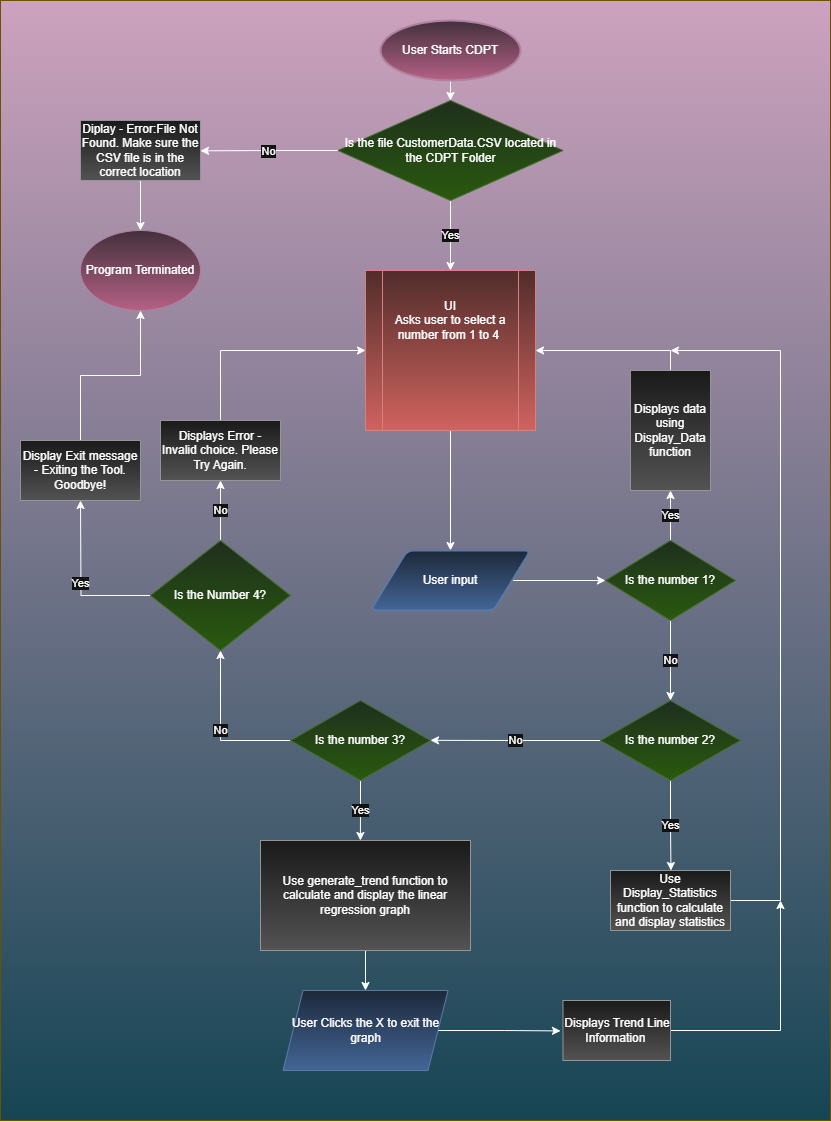 User Starts CDPT
Is the file CustomerData.CSV located in
the CDPT Folder
No
Diplay - Error:File Not
Found. Make sure the
CSV file is in the
correct location
Program Terminated
Yes
UI
Asks user to select a
number from 1 to 4
Displays data
using
Display_Data
function
Displays Error -
Invalid choice. Please
Try Again.
Display Exit message
- Exiting the Tool.
Goodbye!
No
Yes
User input
Is the number 1?
Yes
Is the Number 4?
No
No
Is the number 3?
No
Is the number 2?
Yes
Yes
Use generate_trend function to
calculate and display the linear
regression graph
Use
Display_Statistics
function to calculate
and display statistics
User Clicks the X to exit the
graph
Displays Trend Line
Information